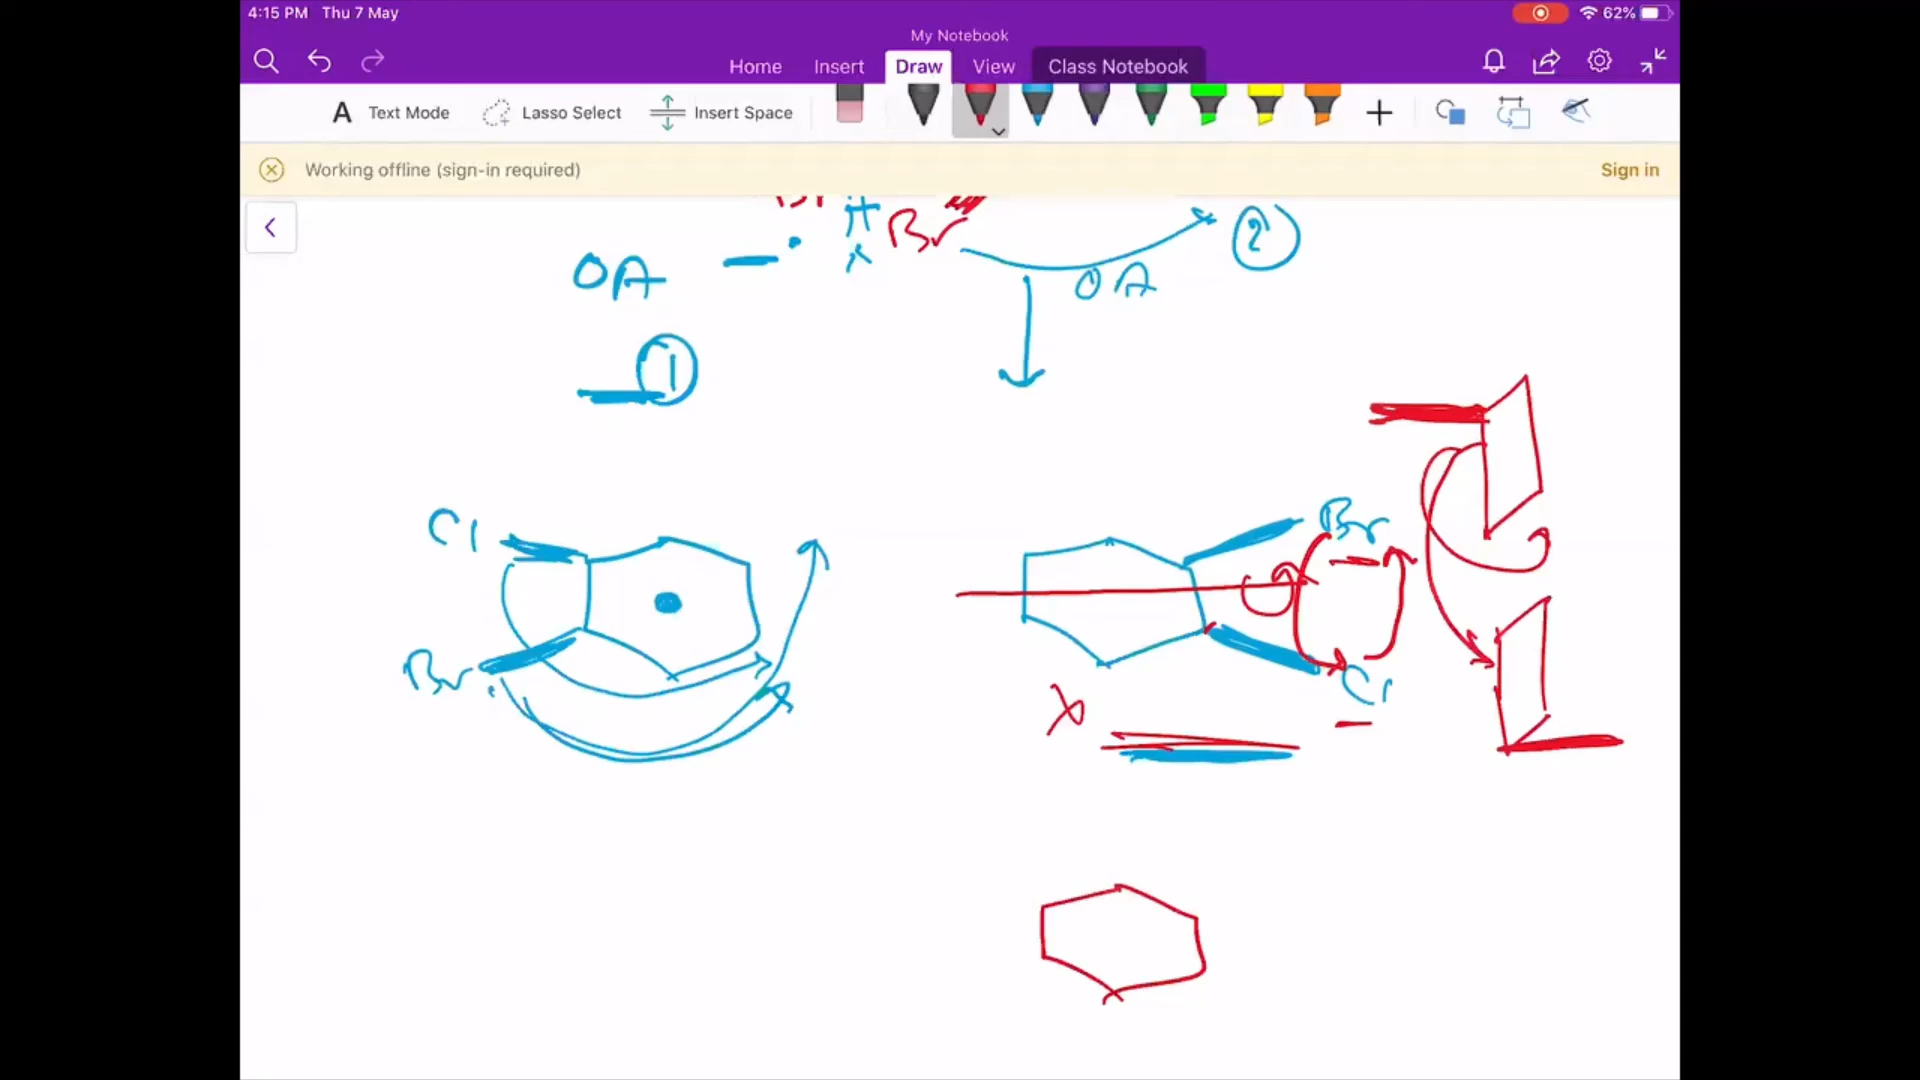 4:15 PM Thu 7 May
62%
My Notebook
Home Insert Draw View Class Notebook
A Text Mode Lasso Select Insert Space
Working offline (sign-in required) Sign in
Br
OA
OA
2
1
Cl
Br
Br
Cl